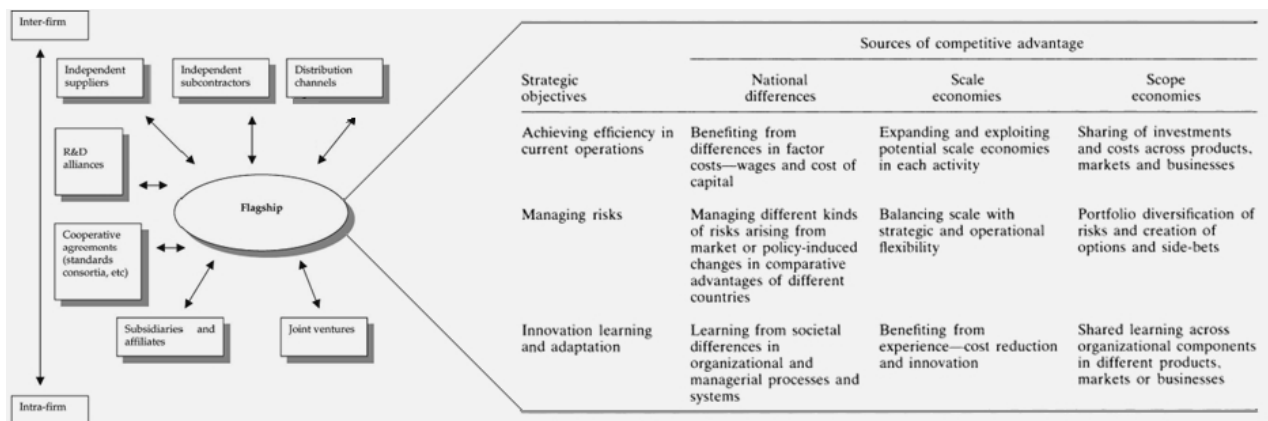 Inter-firm
Independent
suppliers
Independent
subcontractors
Distribution
channels
R&D
alliances
Flagship
Cooperative
agreements
(standards
consortia, etc)
Subsidiaries and
affiliates
Joint ventures
Intra-firm
Sources of competitive advantage
Strategic
objectives
National
differences
Scale
economies
Scope
economies
Achieving efficiency in
current operations
Benefiting from
differences in factor
costs—wages and cost of
capital
Expanding and exploiting
potential scale economies
in each activity
Sharing of investments
and costs across products,
markets and businesses
Managing risks
Managing different kinds
of risks arising from
market or policy-induced
changes in comparative
advantages of different
countries
Balancing scale with
strategic and operational
flexibility
Portfolio diversification of
risks and creation of
options and side-bets
Innovation learning
and adaptation
Learning from societal
differences in
organizational and
managerial processes and
systems
Benefiting from
experience—cost reduction
and innovation
Shared learning across
organizational components
in different products,
markets or businesses